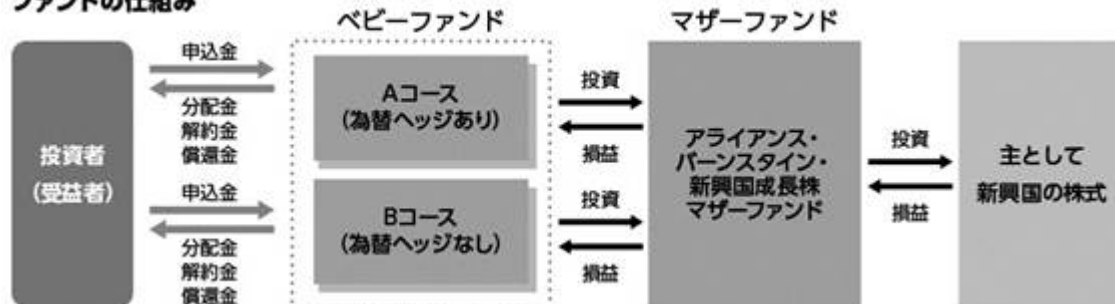 ファンドの仕組み
ベビーファンド
マザーファンド
投資者
(受益者)
申込金
分配金
解約金
償還金
申込金
分配金
解約金
償還金
Aコース
(為替ヘッジあり)
Bコース
(為替ヘッジなし)
投資
損益
投資
損益
アライアンス・
バーンスタイン・
新興国成長株
マザーファンド
投資
損益
主として
新興国の株式